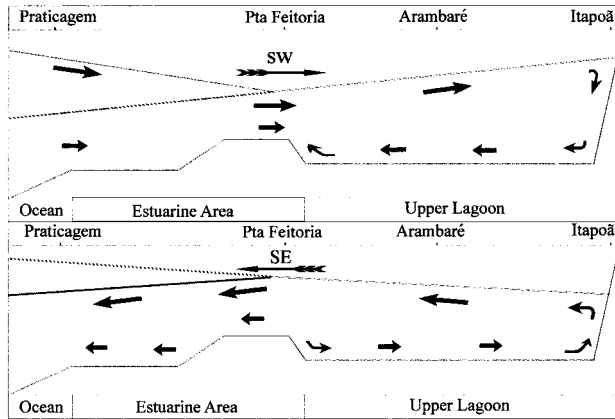 Praticagem Pta Feitoria Arambaré Itapoã
SW
Ocean Estuarine Area Upper Lagoon
Praticagem Pta Feitoria Arambaré Itapoã
SE
Ocean Estuarine Area Upper Lagoon